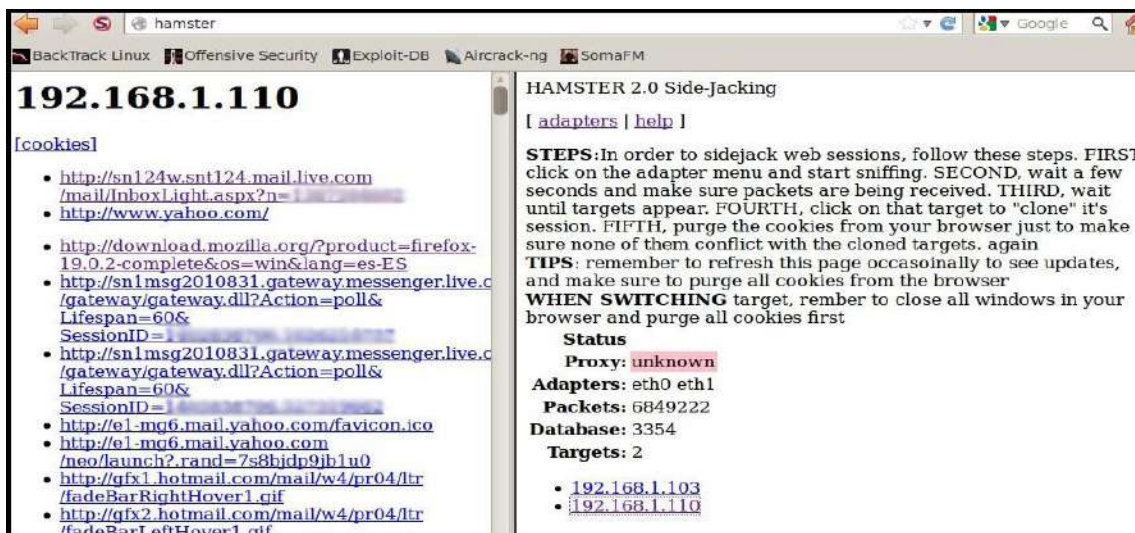 hamster
Google
BackTrack Linux Offensive Security Exploit-DB Aircrack-ng SomaFM
192.168.1.110
[cookies]
http://sn124w.snt124.mail.live.com
/mail/InboxLight.aspx?n=
http://www.yahoo.com/
http://download.mozilla.org/?product=firefox-
19.0.2-complete&os=win&lang=es-ES
http://sn1msg2010831.gateway.messenger.live.c
/gateway/gateway.dll?Action=poll&
Lifespan=60&
SessionID=
http://sn1msg2010831.gateway.messenger.live.c
/gateway/gateway.dll?Action=poll&
Lifespan=60&
SessionID=
http://e1-mg6.mail.yahoo.com/favicon.ico
http://e1-mg6.mail.yahoo.com
/neo/launch?.rand=7s8bjdp9jb1u0
http://gfx1.hotmail.com/mail/w4/pr04/ltr
/fadeBarRightHover1.gif
http://gfx2.hotmail.com/mail/w4/pr04/ltr
/fadeBarLeftHover1.gif
HAMSTER 2.0 Side-Jacking
[ adapters | help ]
STEPS:In order to sidejack web sessions, follow these steps. FIRST
click on the adapter menu and start sniffing. SECOND, wait a few
seconds and make sure packets are being received. THIRD, wait
until targets appear. FOURTH, click on that target to "clone" it's
session. FIFTH, purge the cookies from your browser just to make
sure none of them conflict with the cloned targets. again
TIPS: remember to refresh this page occasoinally to see updates,
and make sure to purge all cookies from the browser
WHEN SWITCHING target, rember to close all windows in your
browser and purge all cookies first
Status
Proxy: unknown
Adapters: eth0 eth1
Packets: 6849222
Database: 3354
Targets: 2
192.168.1.103
192.168.1.110